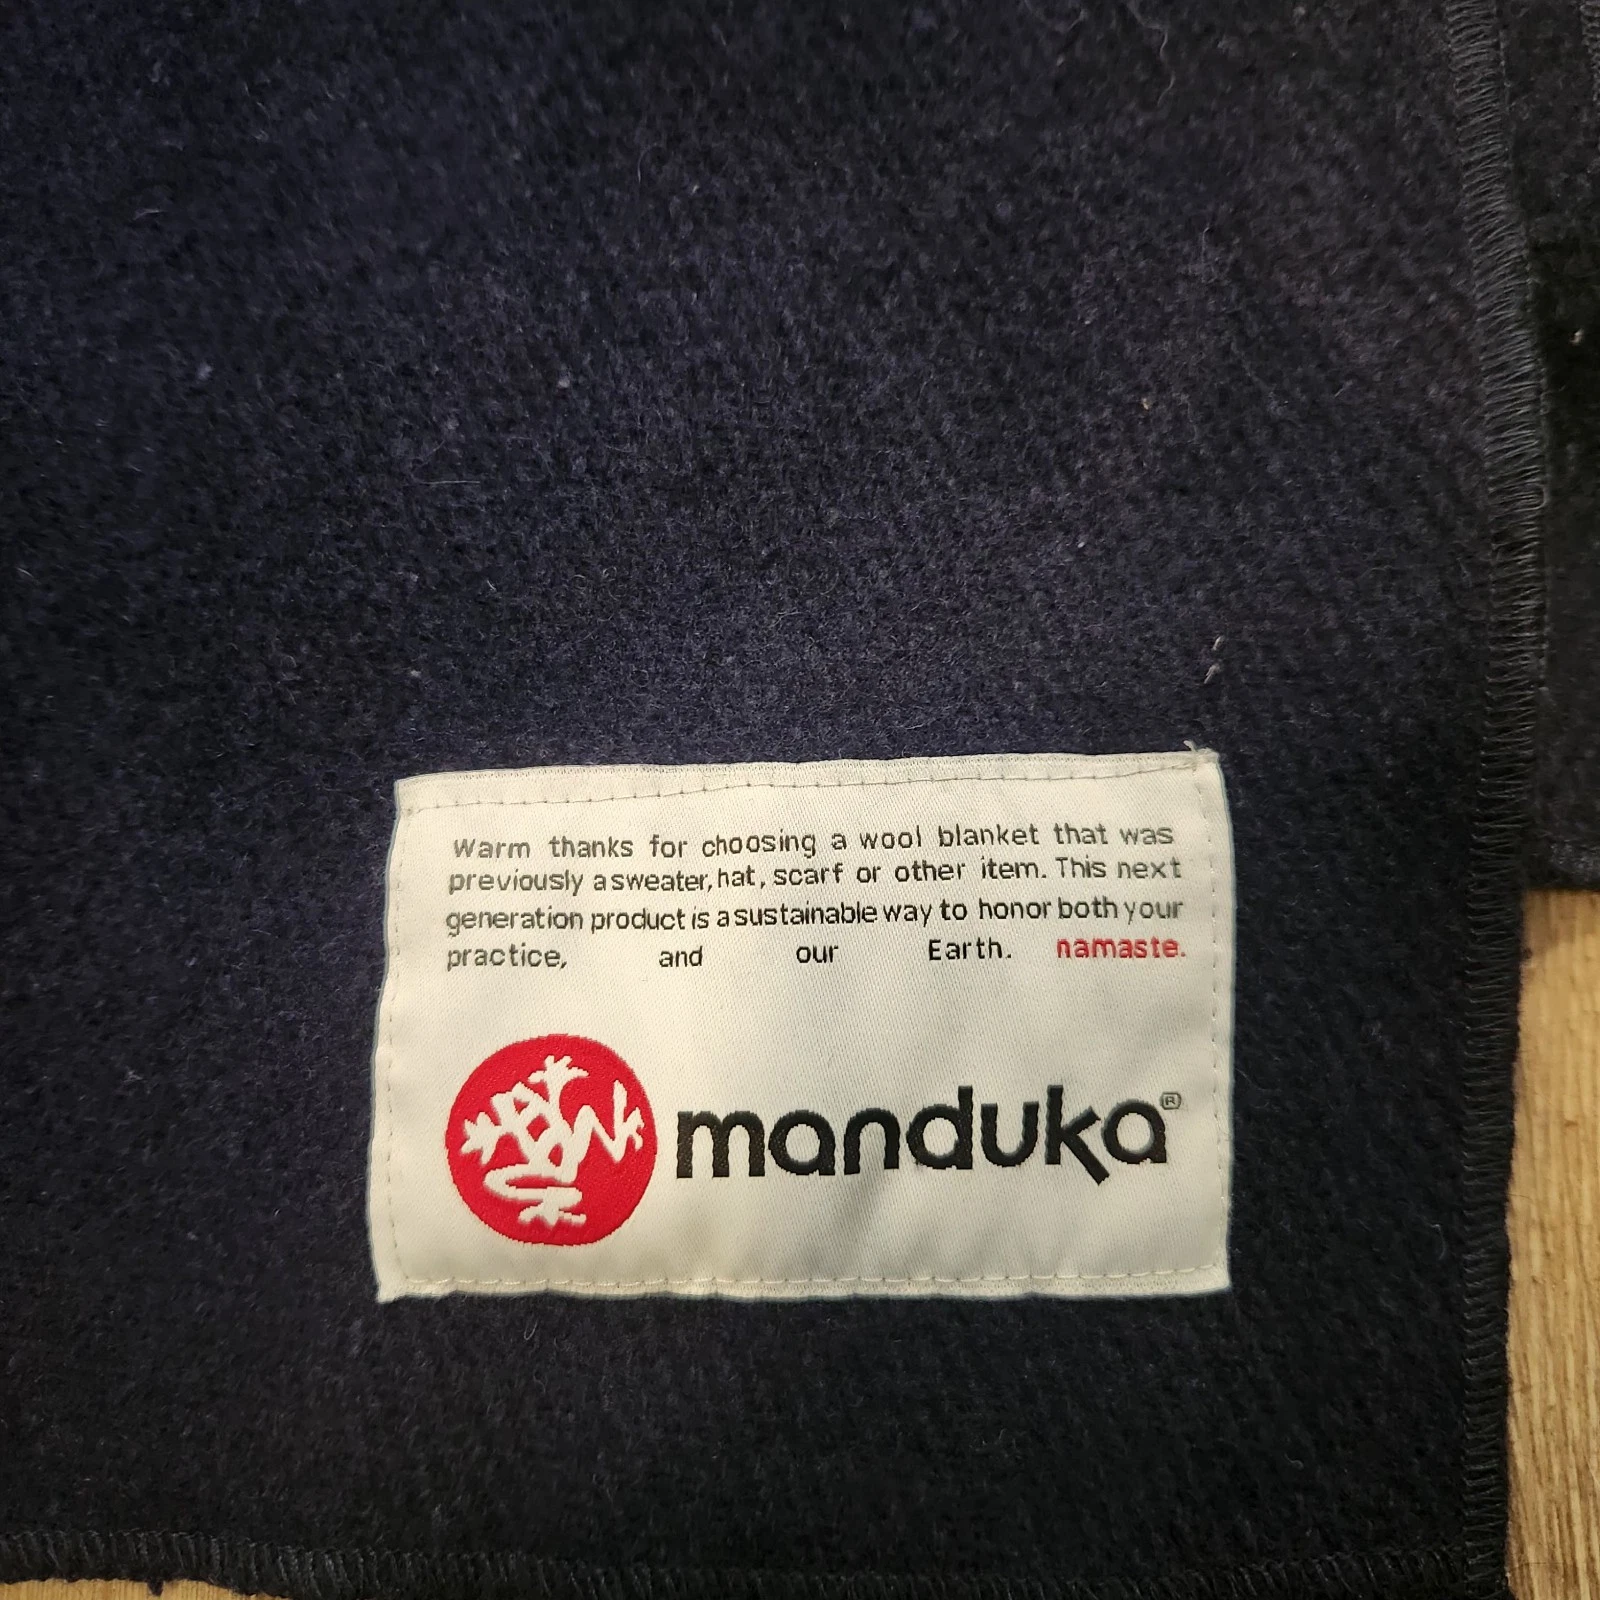 Warm thanks for choosing a wool blanket that was
previously a sweater, hat, scarf or other item. This next
generation product is a sustainable way to honor both your
practice, and our Earth. namaste.
manduka®